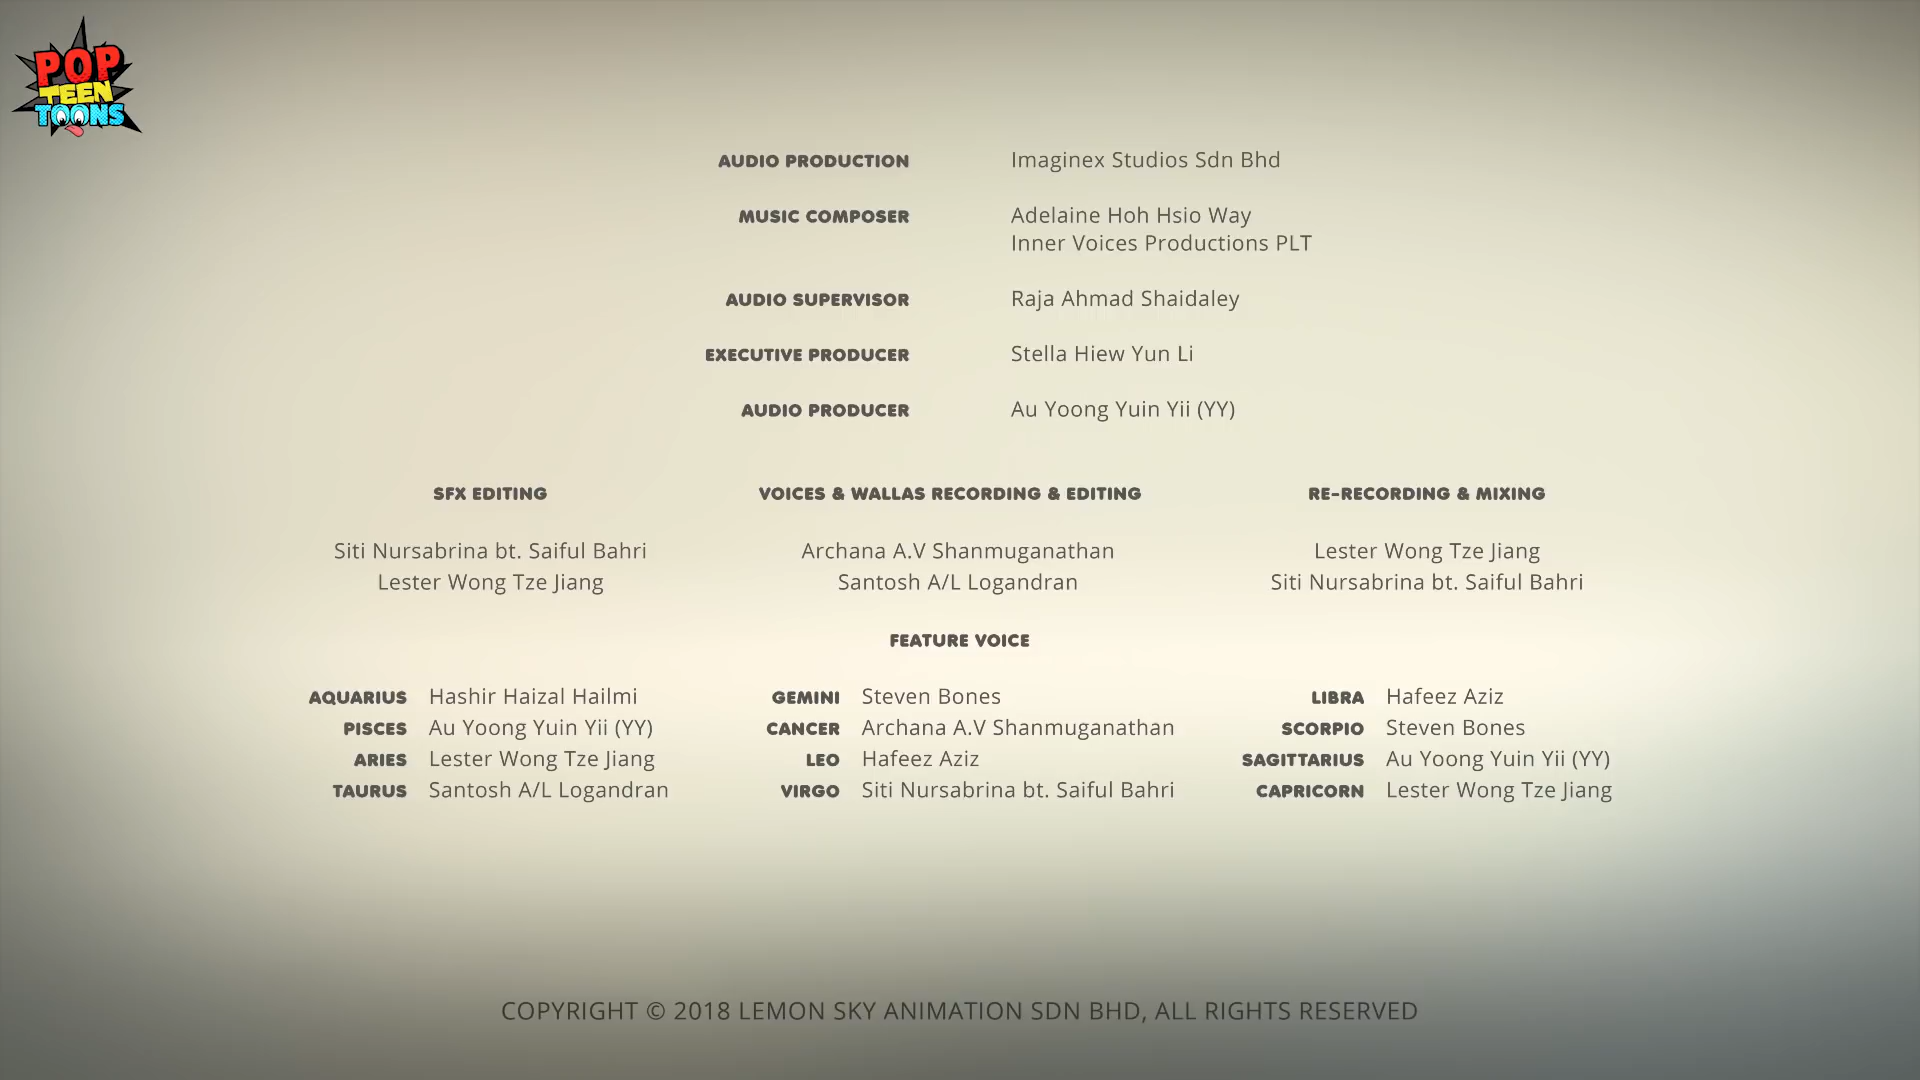 POP
TEEN
TOONS
AUDIO PRODUCTION Imaginex Studios Sdn Bhd
MUSIC COMPOSER Adelaine Hoh Hsio Way
Inner Voices Productions PLT
AUDIO SUPERVISOR Raja Ahmad Shaidaley
EXECUTIVE PRODUCER Stella Hiew Yun Li
AUDIO PRODUCER Au Yoong Yuin Yii (YY)
SFX EDITING VOICES & WALLAS RECORDING & EDITING RE-RECORDING & MIXING
Siti Nursabrina bt. Saiful Bahri Archana A.V Shanmuganathan Lester Wong Tze Jiang
Lester Wong Tze Jiang Santosh A/L Logandran Siti Nursabrina bt. Saiful Bahri
FEATURE VOICE
AQUARIUS Hashir Haizal Hailmi GEMINI Steven Bones LIBRA Hafeez Aziz
PISCES Au Yoong Yuin Yii (YY) CANCER Archana A.V Shanmuganathan SCORPIO Steven Bones
ARIES Lester Wong Tze Jiang LEO Hafeez Aziz SAGITTARIUS Au Yoong Yuin Yii (YY)
TAURUS Santosh A/L Logandran VIRGO Siti Nursabrina bt. Saiful Bahri CAPRICORN Lester Wong Tze Jiang
COPYRIGHT © 2018 LEMON SKY ANIMATION SDN BHD, ALL RIGHTS RESERVED